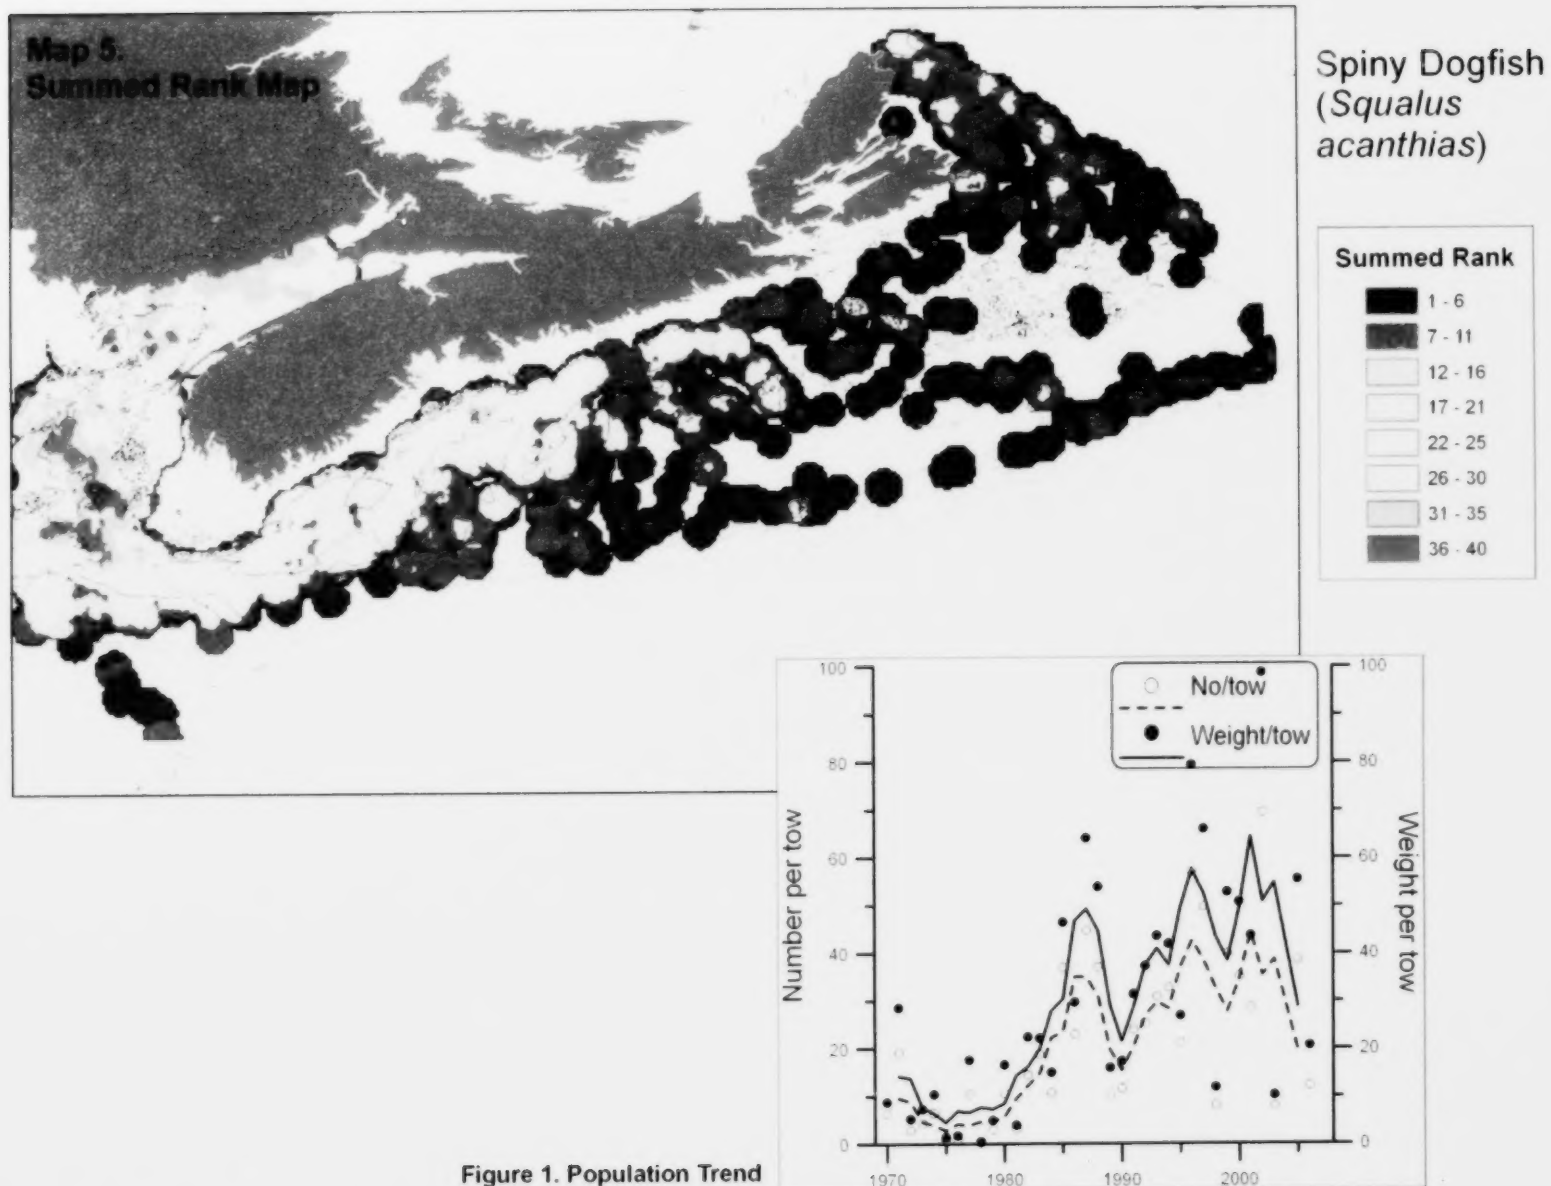 Map 5.
Summed Rank Map
Spiny Dogfish
(Squalus
acanthias)
Summed Rank
1 - 6
7 - 11
12 - 16
17 - 21
22 - 25
26 - 30
31 - 35
36 - 40
No/tow
Weight/tow
100
80
60
40
20
0
Number per tow
100
80
60
40
20
0
Weight per tow
1970
1980
1990
2000
Figure 1. Population Trend